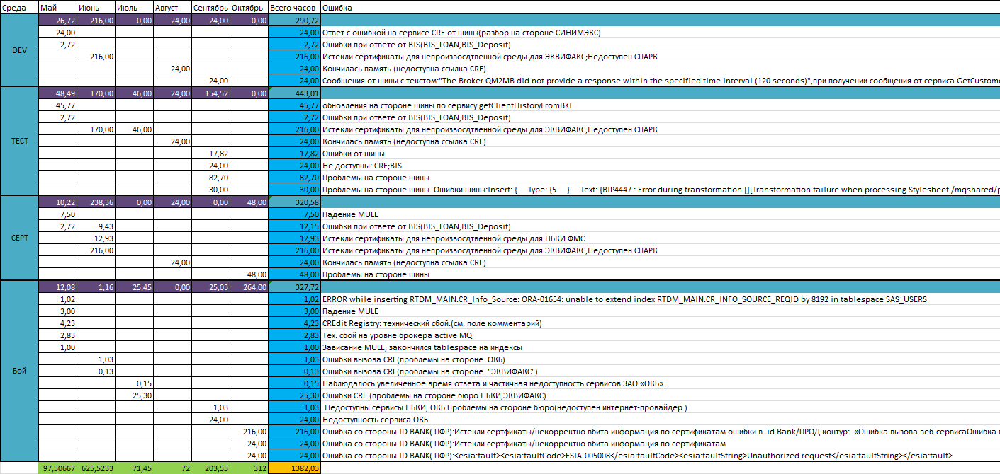 Среда Май Июнь Июль Август Сентябрь Октябрь Всего часов Ошибка
26,72 216,00 0,00 24,00 24,00 0,00 290,72
24,00 24,00 Ответ с ошибкой на сервисе CRE от шины(разбор на стороне СИНИМЭКС)
DEV 2,72 2,72 Ошибки при ответе от BIS(BIS_LOAN,BIS_Deposit)
216,00 216,00 Истекли сертификаты для непроизвосдтвенной среды для ЭКВИФАКС;Недоступен СПАРК
24,00 24,00 Кончилась память (недоступна ссылка CRE)
24,00 24,00 Сообщения от шины с текстом:"The Broker QM2MB did not provide a response within the specified time interval (120 seconds)",при получении сообщения от сервиса GetCustome
48,49 170,00 46,00 24,00 154,52 0,00 443,01
45,77 45,77 обновления на стороне шины по сервису getClientHistoryFromBKI
2,72 2,72 Ошибки при ответе от BIS(BIS_LOAN,BIS_Deposit)
170,00 46,00 216,00 Истекли сертификаты для непроизвосдтвенной среды для ЭКВИФАКС;Недоступен СПАРК
ТЕСТ 24,00 24,00 Кончилась память (недоступна ссылка CRE)
17,82 17,82 Ошибки от шины
24,00 24,00 Не доступны: CRE;BIS
82,70 82,70 Проблемы на стороне шины
30,00 30,00 Проблемы на стороне шины. Ошибки шины:Insert: { Type: {5 } Text: {BIP4447 : Error during transformation [][Transformation failure when processing Stylesheet /mqshared/p
10,22 238,36 0,00 24,00 0,00 48,00 320,58
7,50 7,50 Падение MULE
2,72 9,43 12,15 Ошибки при ответе от BIS(BIS_LOAN,BIS_Deposit)
СЕРТ 12,93 12,93 Истекли сертификаты для непроизвосдтвенной среды для НБКИ ФМС
216,00 216,00 Истекли сертификаты для непроизвосдтвенной среды для ЭКВИФАКС;Недоступен СПАРК
24,00 24,00 Кончилась память (недоступна ссылка CRE)
48,00 48,00 Проблемы на стороне шины
12,08 1,16 25,45 0,00 25,03 264,00 327,72
1,02 1,02 ERROR while inserting RTDM_MAIN.CR_Info_Source: ORA-01654: unable to extend index RTDM_MAIN.CR_INFO_SOURCE_REQID by 8192 in tablespace SAS_USERS
3,00 3,00 Падение MULE
4,23 4,23 CREdit Registry: технический сбой.(см. поле комментарий)
2,83 2,83 Тех. сбой на уровне брокера active MQ
1,00 1,00 Зависание MULE, закончился tablespace на индексы
1,03 1,03 Ошибки вызова CRE(проблемы на стороне ОКБ)
Бой 0,13 0,13 Ошибки вызова CRE(проблемы на стороне "ЭКВИФАКС")
0,15 0,15 Наблюдалось увеличенное время ответа и частичная недоступность сервисов ЗАО «ОКБ».
25,30 25,30 Ошибки CRE (проблемы на стороне бюро НБКИ,ЭКВИФАКС)
1,03 1,03 Недоступны сервисы НБКИ, ОКБ.Проблемы на стороне бюро(недоступен интернет-провайдер )
24,00 24,00 Недоступность сервиса ОКБ
216,00 216,00 Ошибка со стороны ID BANK( ПФР):Истекли сертфикаты/некорректно вбита информация по сертификатам.ошибки в id Bank/ПРОД контур: «Ошибка вызова веб-сервисаОшибка
24,00 24,00 Ошибка со стороны ID BANK( ПФР):Истекли сертфикаты/некорректно вбита информация по сертификатам
24,00 24,00 Ошибка со стороны ID BANK( ПФР):<esia:fault><esia:faultCode>ESIA-005008</esia:faultCode><esia:faultString>Unauthorized request</esia:faultString></esia:fault>
97,50667 625,5233 71,45 72 203,55 312 1382,03